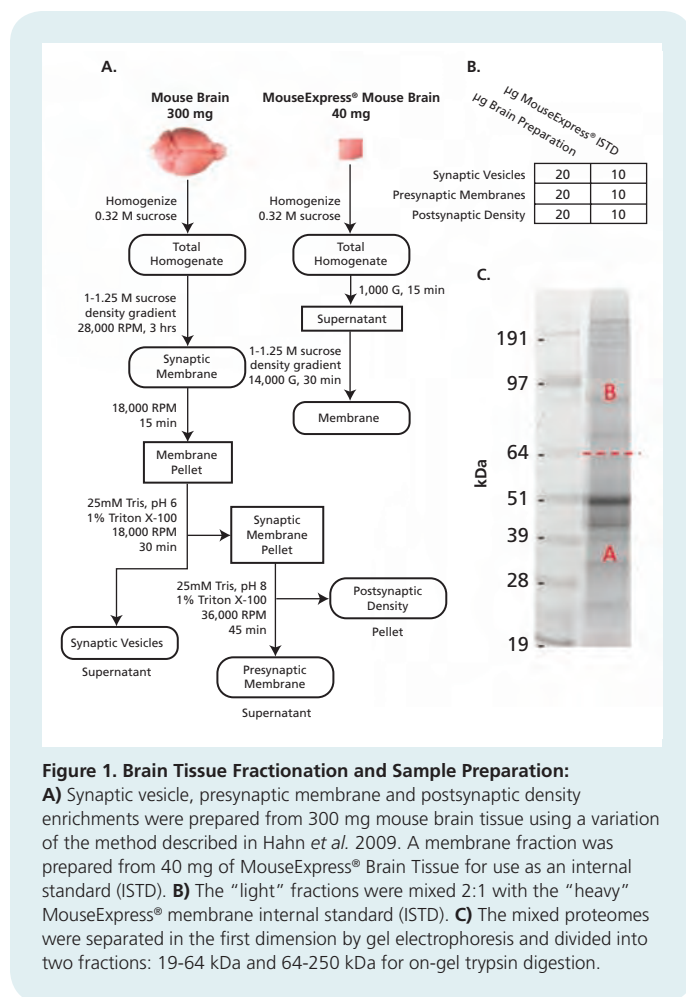 A.
Mouse Brain
300 mg
MouseExpress® Mouse Brain
40 mg
Homogenize
0.32 M sucrose
Homogenize
0.32 M sucrose
Total
Homogenate
Total
Homogenate
1-1.25 M sucrose
density gradient
28,000 RPM, 3 hrs
1,000 G, 15 min
Supernatant
Synaptic
Membrane
1-1.25 M sucrose
density gradient
14,000 G, 30 min
Membrane
18,000 RPM
15 min
Membrane
Pellet
25mM Tris, pH 6
1% Triton X-100
18,000 RPM
30 min
Synaptic
Membrane
Pellet
25mM Tris, pH 8
1% Triton X-100
36,000 RPM
45 min
Postsynaptic
Density
Pellet
Synaptic Vesicles
Supernatant
Presynaptic
Membrane
Supernatant
B.
µg Brain Preparation
µg MouseExpress® ISTD
Synaptic Vesicles 20 10
Presynaptic Membranes 20 10
Postsynaptic Density 20 10
C.
kDa
191
97
64
51
39
28
19
B
A
Figure 1. Brain Tissue Fractionation and Sample Preparation:
A) Synaptic vesicle, presynaptic membrane and postsynaptic density
enrichments were prepared from 300 mg mouse brain tissue using a variation
of the method described in Hahn et al. 2009. A membrane fraction was
prepared from 40 mg of MouseExpress® Brain Tissue for use as an internal
standard (ISTD). B) The “light” fractions were mixed 2:1 with the “heavy”
MouseExpress® membrane internal standard (ISTD). C) The mixed proteomes
were separated in the first dimension by gel electrophoresis and divided into
two fractions: 19-64 kDa and 64-250 kDa for on-gel trypsin digestion.